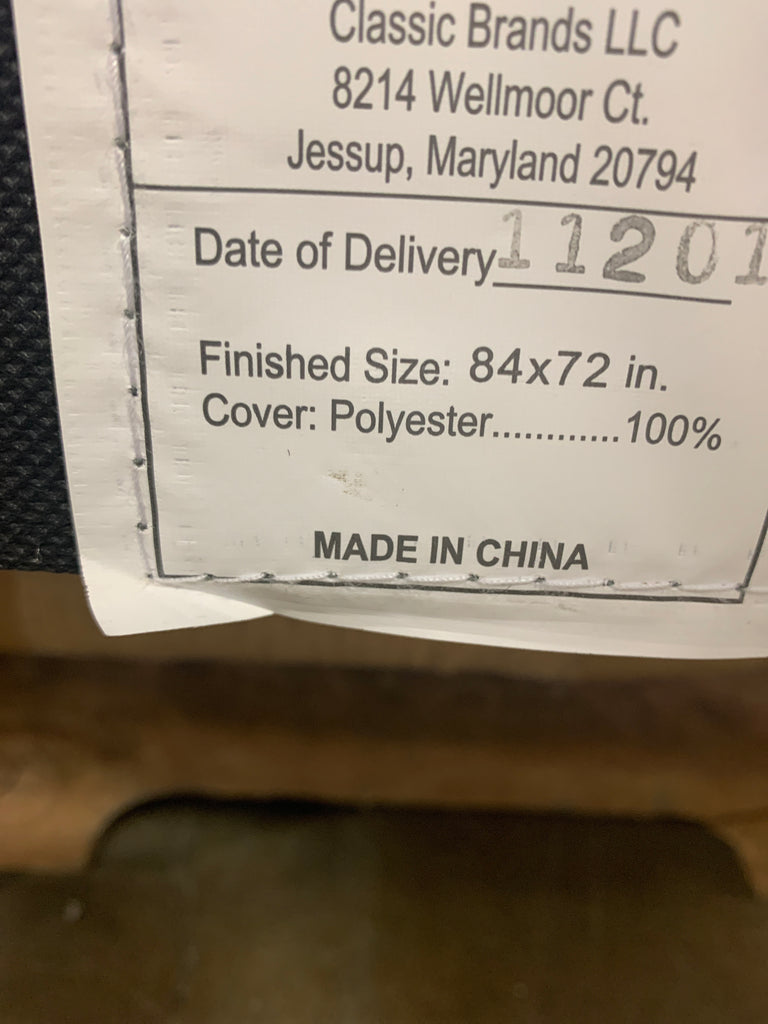 Classic Brands LLC
8214 Wellmoor Ct.
Jessup, Maryland 20794
Date of Delivery 11201
Finished Size: 84x72 in.
Cover: Polyester............100%
MADE IN CHINA